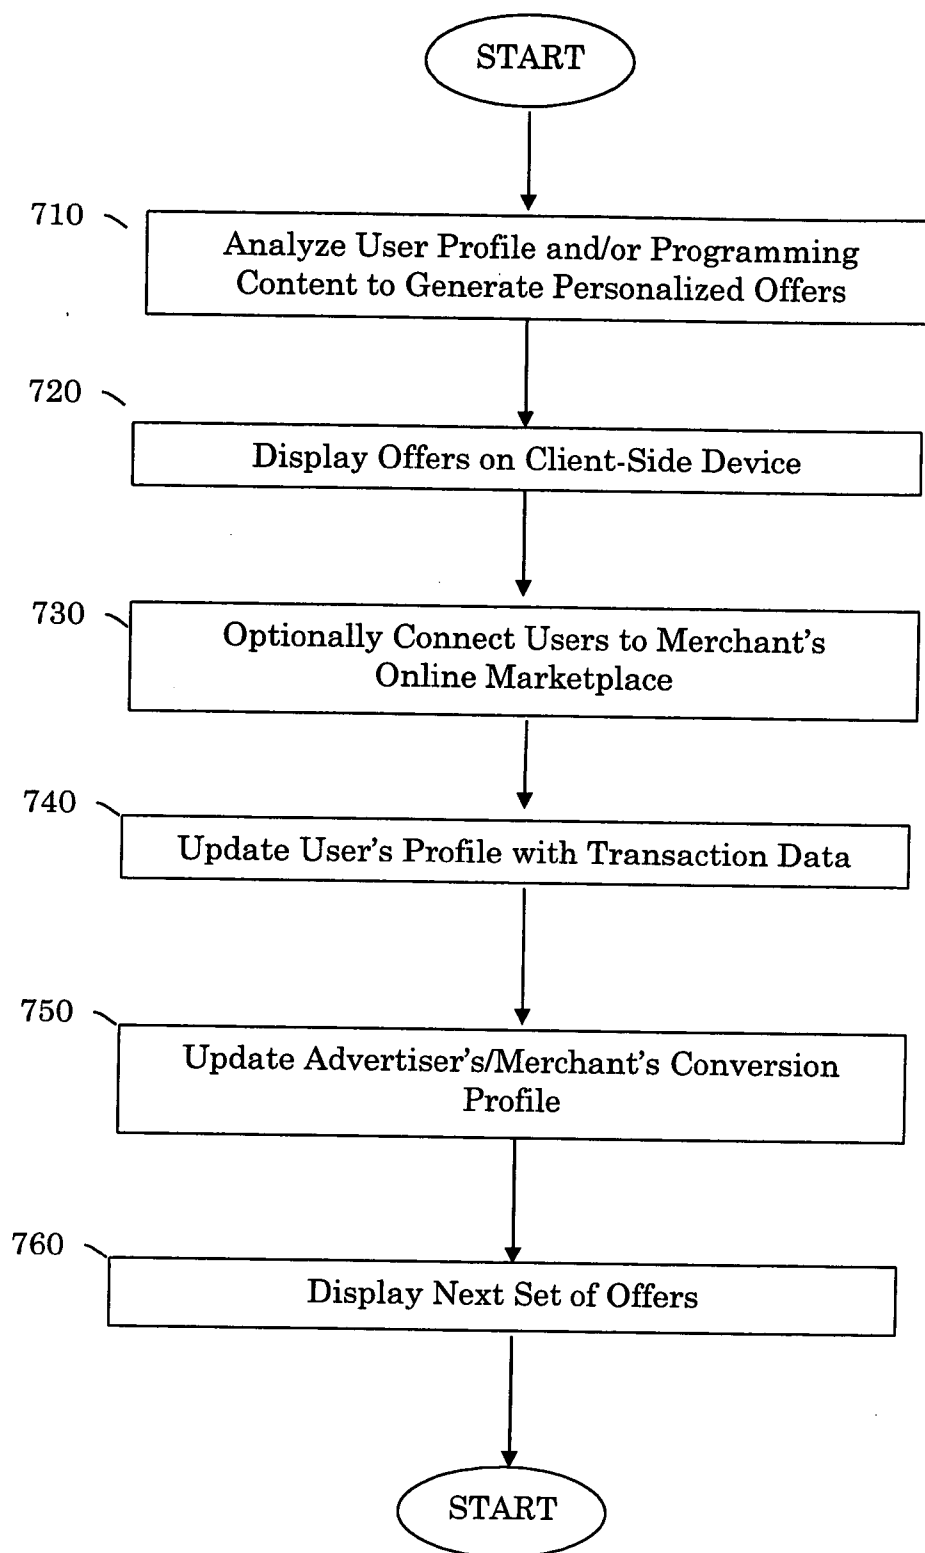 START
710
Analyze User Profile and/or Programming
Content to Generate Personalized Offers
720
Display Offers on Client-Side Device
730
Optionally Connect Users to Merchant's
Online Marketplace
740
Update User's Profile with Transaction Data
750
Update Advertiser's/Merchant's Conversion
Profile
760
Display Next Set of Offers
START